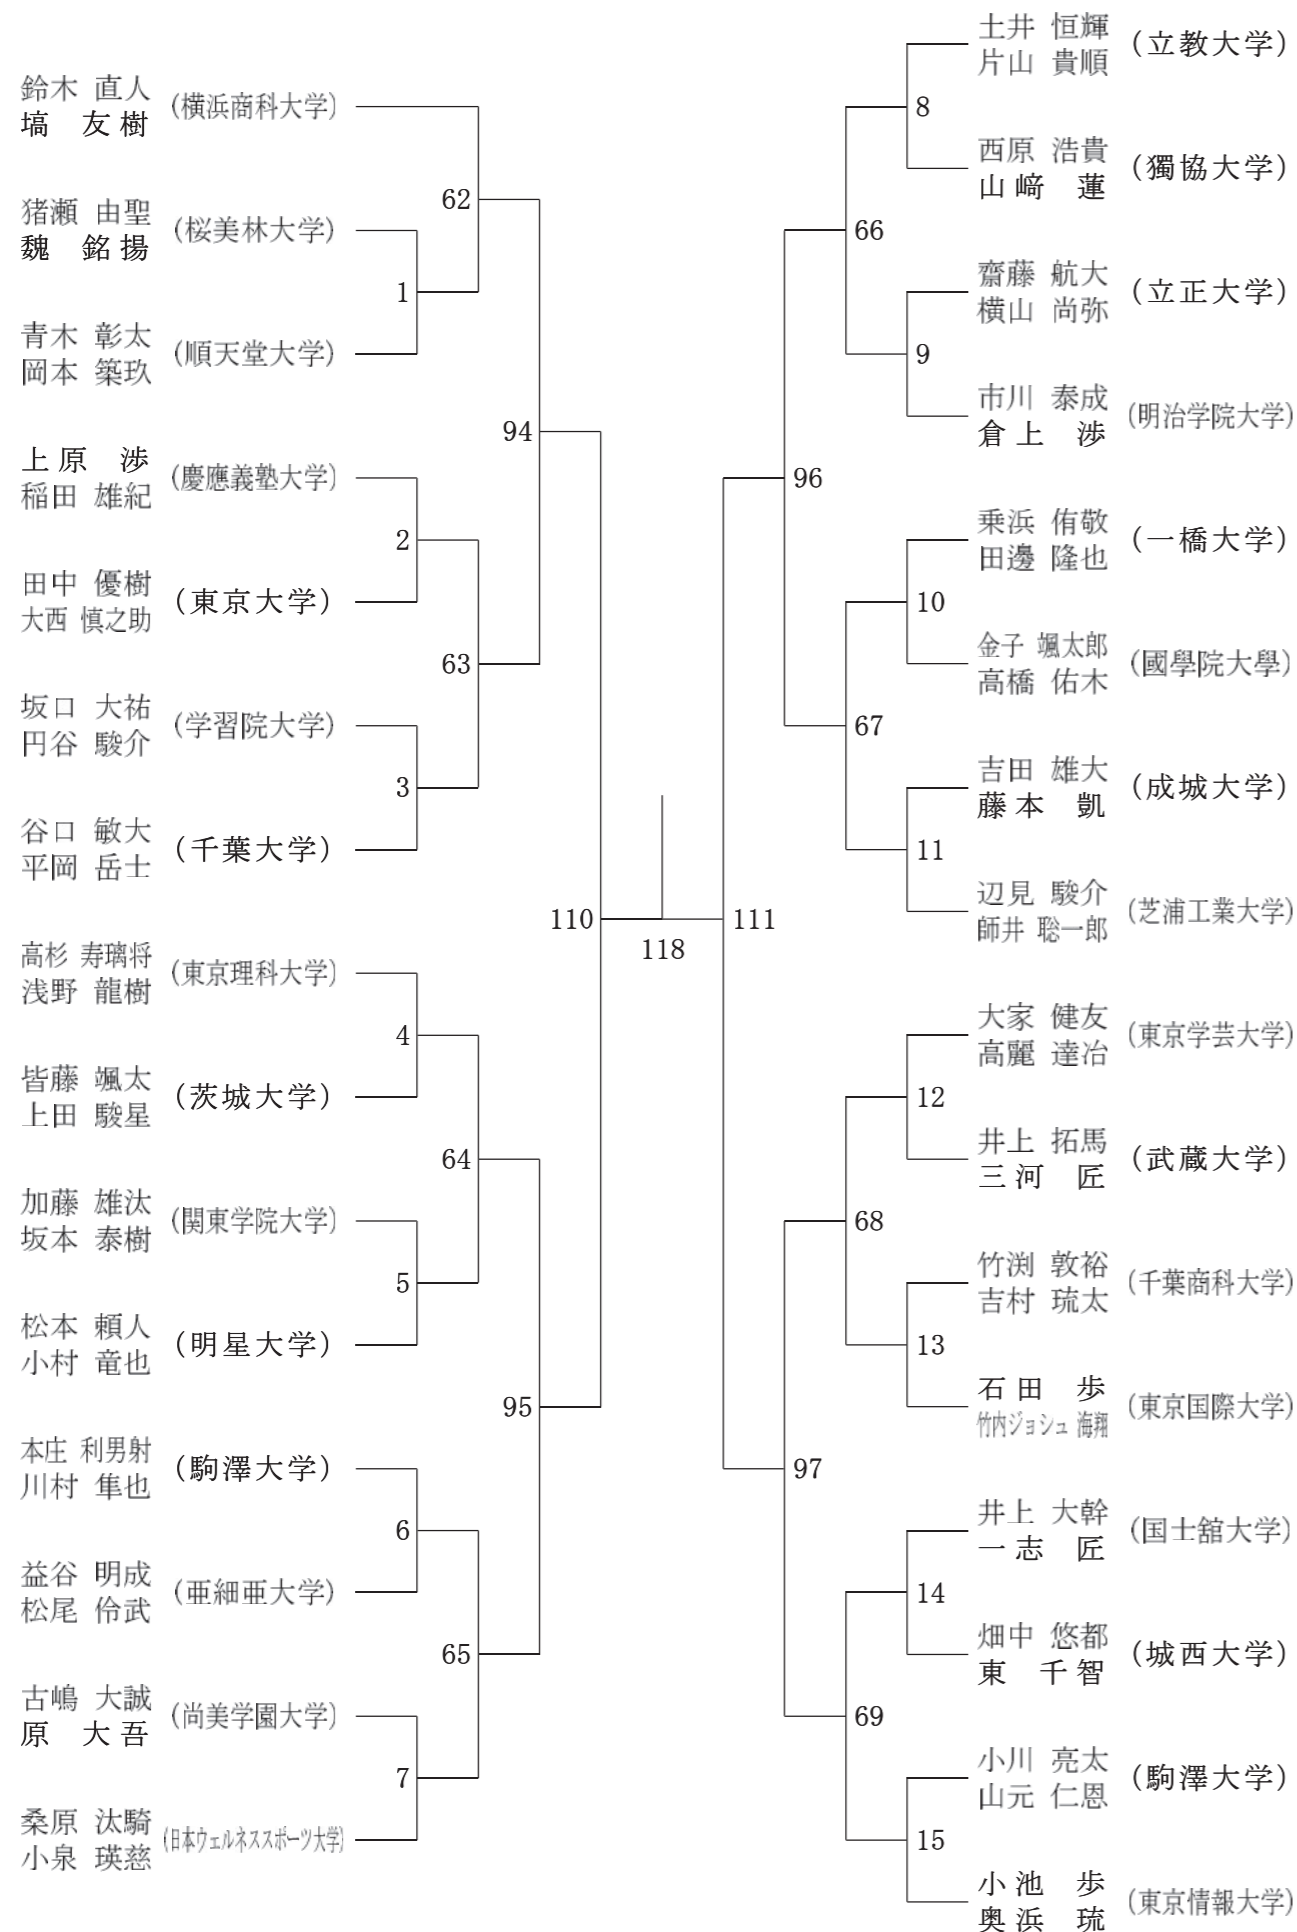 鈴木 直人
塙 友樹
(横浜商科大学)
62
猪瀬 由聖
魏 銘揚
(桜美林大学)
1
青木 彰太
岡本 築玖
(順天堂大学)
94
上原 渉
稲田 雄紀
(慶應義塾大学)
2
田中 優樹
大西 慎之助
(東京大学)
63
坂口 大祐
円谷 駿介
(学習院大学)
3
谷口 敏大
平岡 岳士
(千葉大学)
110
高杉 寿璃将
浅野 龍樹
(東京理科大学)
4
皆藤 颯太
上田 駿星
(茨城大学)
64
加藤 雄汰
坂本 泰樹
(関東学院大学)
5
松本 頼人
小村 竜也
(明星大学)
95
本庄 利男射
川村 隼也
(駒澤大学)
6
益谷 明成
松尾 伶武
(亜細亜大学)
65
古嶋 大誠
原 大吾
(尚美学園大学)
7
桑原 汰騎
小泉 瑛慈
(日本ウェルネススポーツ大学)
118
土井 恒輝
片山 貴順
(立教大学)
8
西原 浩貴
山﨑 蓮
(獨協大学)
66
齋藤 航大
横山 尚弥
(立正大学)
9
市川 泰成
倉上 渉
(明治学院大学)
96
乗浜 侑敬
田邊 隆也
(一橋大学)
10
金子 颯太郎
高橋 佑木
(國學院大學)
67
吉田 雄大
藤本 凱
(成城大学)
11
辺見 駿介
師井 聡一郎
(芝浦工業大学)
111
大家 健友
高麗 達冶
(東京学芸大学)
12
井上 拓馬
三河 匠
(武蔵大学)
68
竹渕 敦裕
吉村 琉太
(千葉商科大学)
13
石田 歩
竹内ジョシュ 海翔
(東京国際大学)
97
井上 大幹
一志 匠
(国士舘大学)
14
畑中 悠都
東 千智
(城西大学)
69
小川 亮太
山元 仁恩
(駒澤大学)
15
小池 歩
奥浜 琉
(東京情報大学)